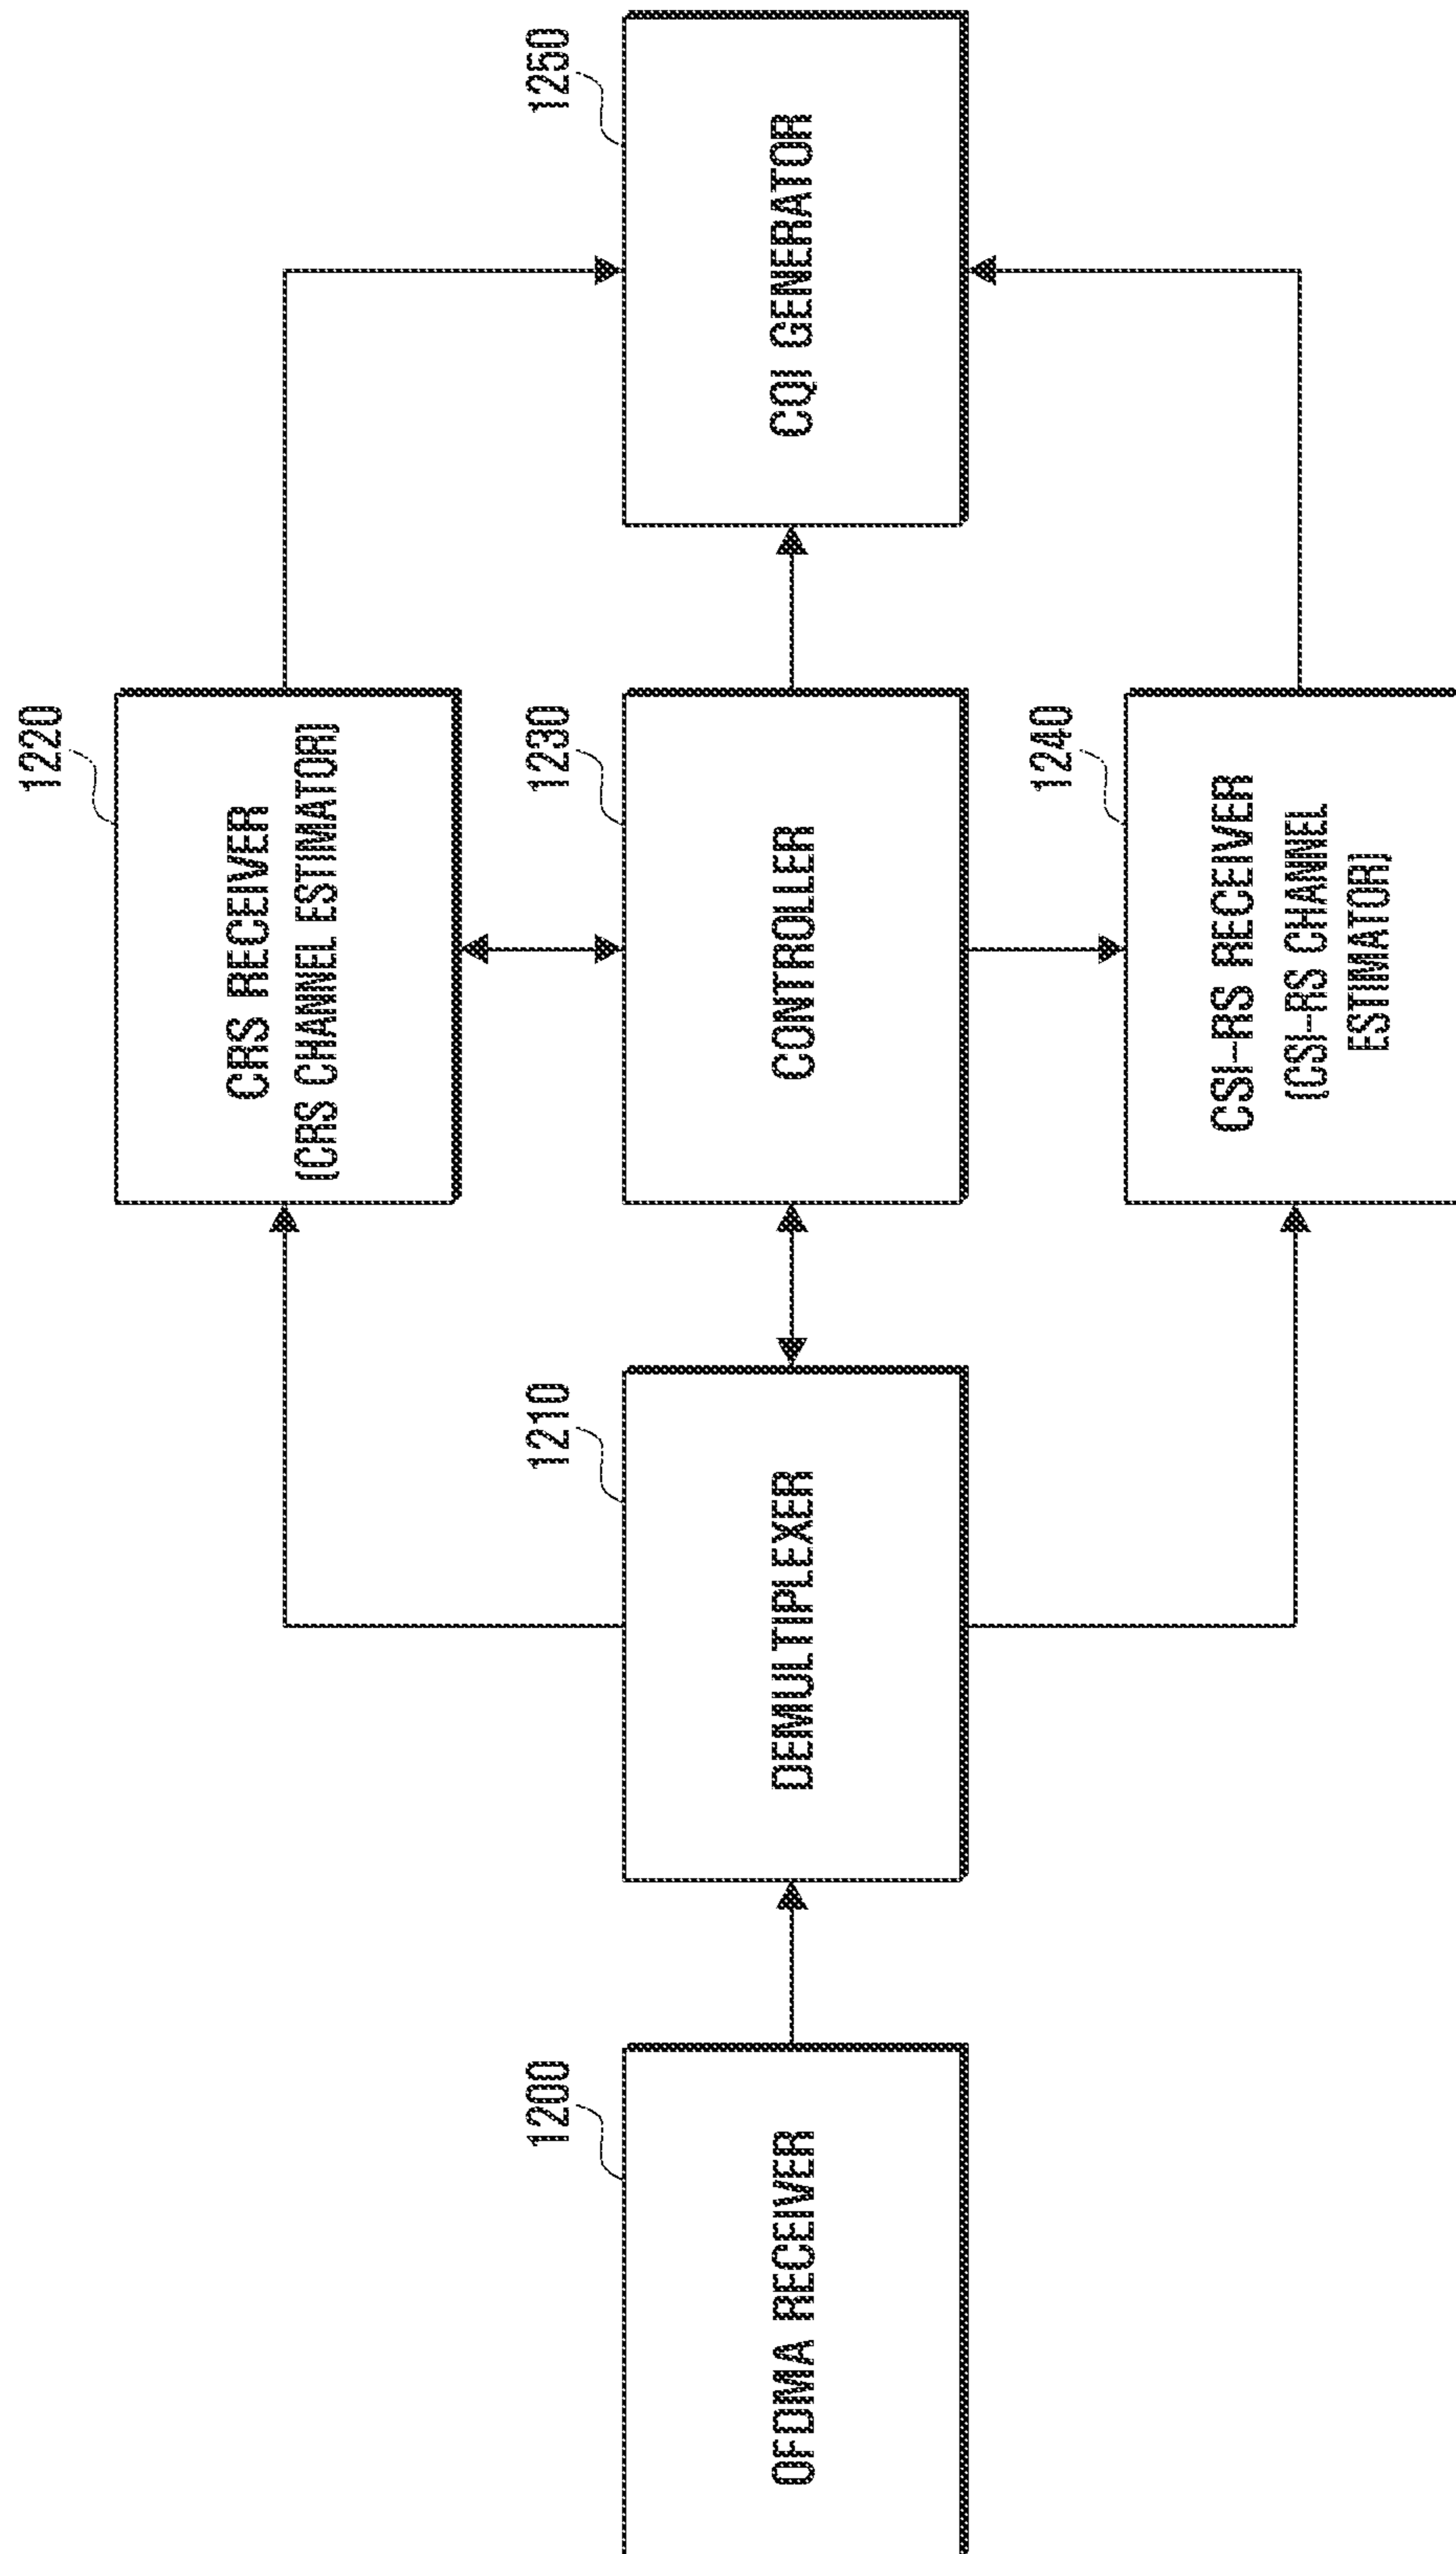 1200
OFDMA RECEIVER
1210
DEMULTIPLEXER
1220
CRS RECEIVER
(CRS CHANNEL ESTIMATOR)
1230
CONTROLLER
1240
CSI-RS RECEIVER
(CSI-RS CHANNEL
ESTIMATOR)
1250
CQI GENERATOR